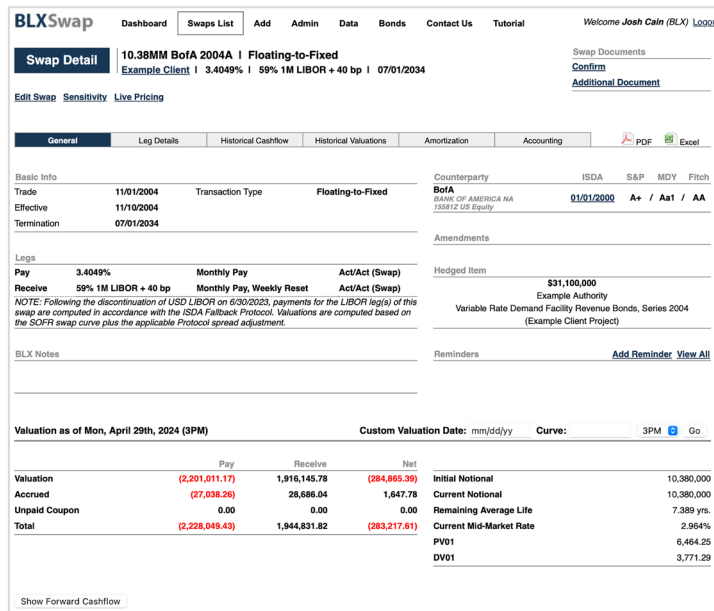 BLXSwap Dashboard Swaps List Add Admin Data Bonds Contact Us Tutorial Welcome Josh Cain (BLX)
Swap Detail
10.38MM BofA 2004A | Floating-to-Fixed
Example Client | 3.4049% | 59% 1M LIBOR + 40 bp | 07/01/2034
Swap Documents
Confirm
Additional Document
Edit Swap Sensitivity Live Pricing
General Leg Details Historical Cashflow Historical Valuations Amortization Accounting PDF Excel
Basic Info
Trade 11/01/2004 Transaction Type Floating-to-Fixed
Effective 11/10/2004
Termination 07/01/2034
Counterparty ISDA S&P MDY Fitch
BofA
BANK OF AMERICA NA
15581Z US Equity
01/01/2000 A+ / Aa1 / AA
Amendments
Legs
Pay 3.4049% Monthly Pay Act/Act (Swap)
Receive 59% 1M LIBOR + 40 bp Monthly Pay, Weekly Reset Act/Act (Swap)
NOTE: Following the discontinuation of USD LIBOR on 6/30/2023, payments for the LIBOR leg(s) of this
swap are computed in accordance with the ISDA Fallback Protocol. Valuations are computed based on
the SOFR swap curve plus the applicable Protocol spread adjustment.
Hedged Item
$31,100,000
Example Authority
Variable Rate Demand Facility Revenue Bonds, Series 2004
(Example Client Project)
BLX Notes
Reminders Add Reminder View All
Valuation as of Mon, April 29th, 2024 (3PM) Custom Valuation Date: mm/dd/yy Curve: 3PM Go
Pay Receive Net
Valuation (2,201,011.17) 1,916,145.78 (284,865.39)
Accrued (27,038.26) 28,686.04 1,647.78
Unpaid Coupon 0.00 0.00 0.00
Total (2,228,049.43) 1,944,831.82 (283,217.61)
Initial Notional 10,380,000
Current Notional 10,380,000
Remaining Average Life 7.389 yrs.
Current Mid-Market Rate 2.964%
PV01 6,464.25
DV01 3,771.29
Show Forward Cashflow